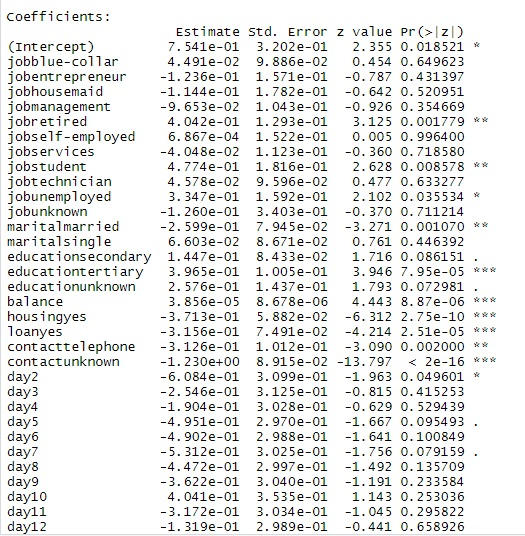 Coefficients:
Estimate Std. Error z value Pr(>|z|)
(Intercept) 7.541e-01 3.202e-01 2.355 0.018521 *
jobblue-collar 4.491e-02 9.886e-02 0.454 0.649623
jobentrepreneur -1.236e-01 1.571e-01 -0.787 0.431397
jobhousemaid -1.144e-01 1.782e-01 -0.642 0.520951
jobmanagement -9.653e-02 1.043e-01 -0.926 0.354669
jobretired 4.042e-01 1.293e-01 3.125 0.001779 **
jobself-employed 6.867e-04 1.522e-01 0.005 0.996400
jobservices -4.048e-02 1.123e-01 -0.360 0.718580
jobstudent 4.774e-01 1.816e-01 2.628 0.008578 **
jobtechnician 4.578e-02 9.596e-02 0.477 0.633277
jobunemployed 3.347e-01 1.592e-01 2.102 0.035534 *
jobunknown -1.260e-01 3.403e-01 -0.370 0.711214
maritalmarried -2.599e-01 7.945e-02 -3.271 0.001070 **
maritalsingle 6.603e-02 8.671e-02 0.761 0.446392
educationsecondary 1.447e-01 8.433e-02 1.716 0.086151 .
educationtertiary 3.965e-01 1.005e-01 3.946 7.95e-05 ***
educationunknown 2.576e-01 1.437e-01 1.793 0.072981 .
balance 3.856e-05 8.678e-06 4.443 8.87e-06 ***
housingyes -3.713e-01 5.882e-02 -6.312 2.75e-10 ***
loanyes -3.156e-01 7.491e-02 -4.214 2.51e-05 ***
contacttelephone -3.126e-01 1.012e-01 -3.090 0.002000 **
contactunknown -1.230e+00 8.915e-02 -13.797 < 2e-16 ***
day2 -6.084e-01 3.099e-01 -1.963 0.049601 *
day3 -2.546e-01 3.125e-01 -0.815 0.415253
day4 -1.904e-01 3.028e-01 -0.629 0.529439
day5 -4.951e-01 2.970e-01 -1.667 0.095493 .
day6 -4.902e-01 2.988e-01 -1.641 0.100849
day7 -5.312e-01 3.025e-01 -1.756 0.079159 .
day8 -4.472e-01 2.997e-01 -1.492 0.135709
day9 -3.622e-01 3.040e-01 -1.191 0.233584
day10 4.041e-01 3.535e-01 1.143 0.253036
day11 -3.172e-01 3.034e-01 -1.045 0.295822
day12 -1.319e-01 2.989e-01 -0.441 0.658926